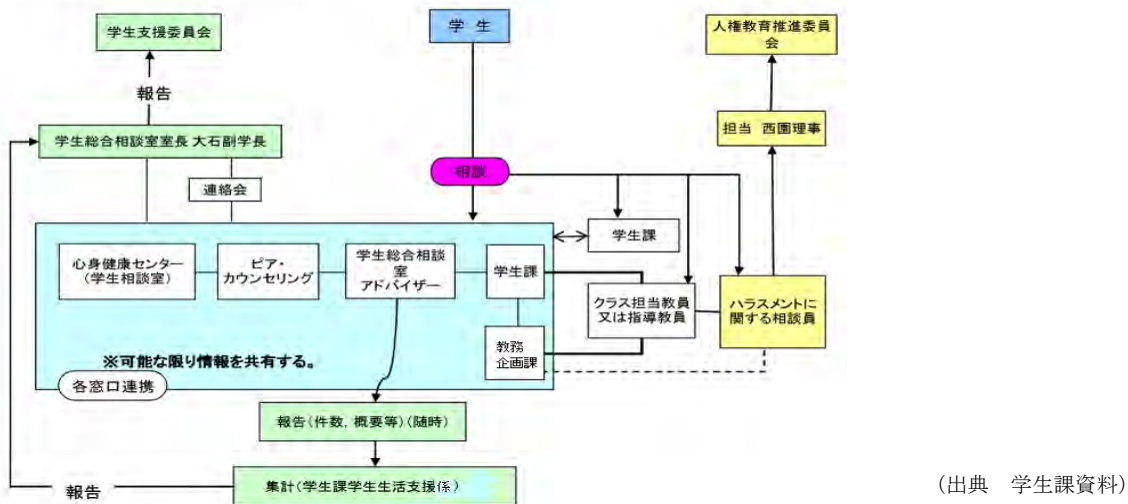 学生支援委員会
学 生
人権教育推進委員
会
報告
学生総合相談室室長 大石副学長
担当 西園理事
相談
連絡会
学生課
心身健康センター
(学生相談室)
ピア・
カウンセリング
学生総合相談
室
アドバイザー
学生課
クラス担当教員
又は指導教員
ハラスメントに
関する相談員
教務
企画課
※可能な限り情報を共有する。
各窓口連携
報告(件数, 概要等)(随時)
集計(学生課学生生活支援係)
報告
(出典 学生課資料)